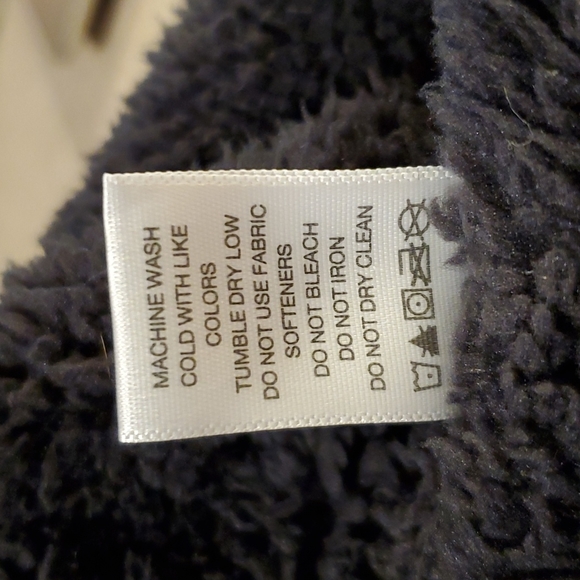 MACHINE WASH
COLD WITH LIKE
COLORS
TUMBLE DRY LOW
DO NOT USE FABRIC
SOFTENERS
DO NOT BLEACH
DO NOT IRON
DO NOT DRY CLEAN